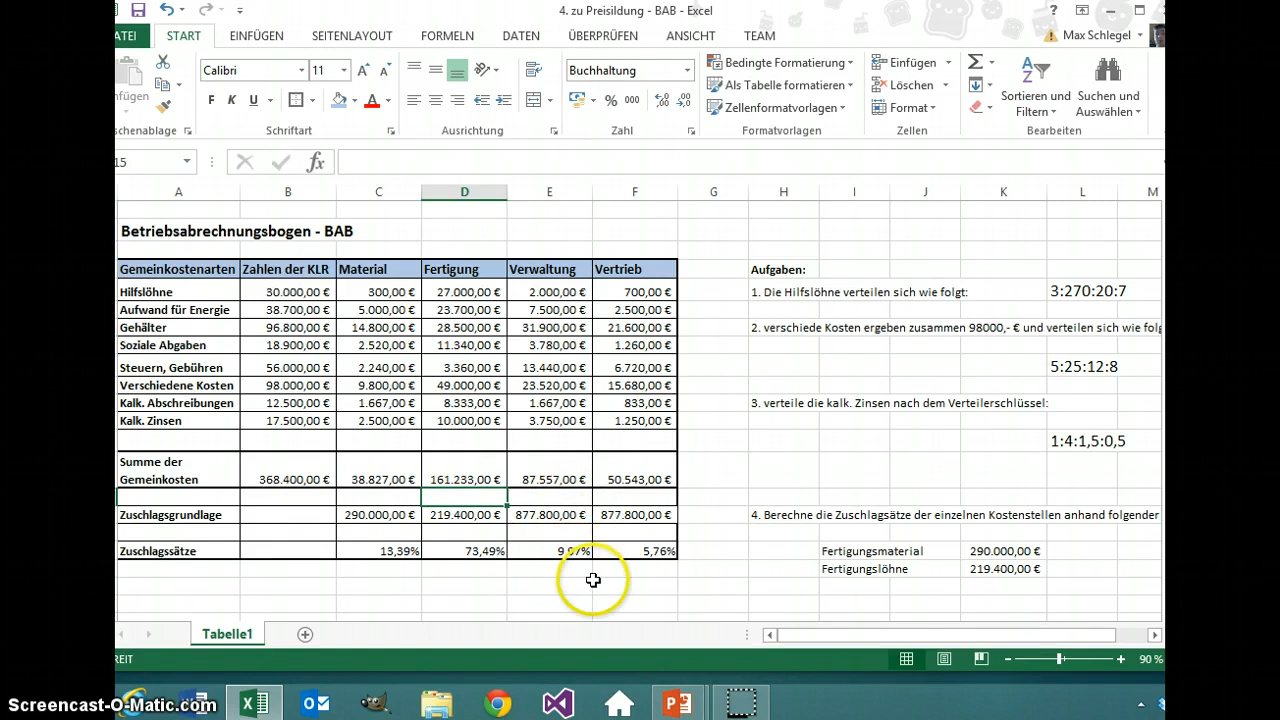 4. zu Preisildung - BAB - Excel
?
ATEI START EINFÜGEN SEITENLAYOUT FORMELN DATEN ÜBERPRÜFEN ANSICHT TEAM Max Schlegel
Calibri 11 Buchhaltung Bedingte Formatierung Einfügen
nfügen Als Tabelle formatieren Löschen Sortieren und Suchen und
F K U % 000 Zellenformatvorlagen Format Filtern Auswählen
schenablage Schriftart Ausrichtung Zahl Formatvorlagen Zellen Bearbeiten
15 fx
A B C D E F G H I J K L M
Betriebsabrechnungsbogen - BAB
Gemeinkostenarten Zahlen der KLR Material Fertigung Verwaltung Vertrieb Aufgaben:
Hilfslöhne 30.000,00 € 300,00 € 27.000,00 € 2.000,00 € 700,00 € 1. Die Hilfslöhne verteilen sich wie folgt: 3:270:20:7
Aufwand für Energie 38.700,00 € 5.000,00 € 23.700,00 € 7.500,00 € 2.500,00 €
Gehälter 96.800,00 € 14.800,00 € 28.500,00 € 31.900,00 € 21.600,00 € 2. verschiede Kosten ergeben zusammen 98000,- € und verteilen sich wie folg
Soziale Abgaben 18.900,00 € 2.520,00 € 11.340,00 € 3.780,00 € 1.260,00 €
Steuern, Gebühren 56.000,00 € 2.240,00 € 3.360,00 € 13.440,00 € 6.720,00 € 5:25:12:8
Verschiedene Kosten 98.000,00 € 9.800,00 € 49.000,00 € 23.520,00 € 15.680,00 €
Kalk. Abschreibungen 12.500,00 € 1.667,00 € 8.333,00 € 1.667,00 € 833,00 € 3. verteile die kalk. Zinsen nach dem Verteilerschlüssel:
Kalk. Zinsen 17.500,00 € 2.500,00 € 10.000,00 € 3.750,00 € 1.250,00 €
1:4:1,5:0,5
Summe der
Gemeinkosten 368.400,00 € 38.827,00 € 161.233,00 € 87.557,00 € 50.543,00 €
Zuschlagsgrundlage 290.000,00 € 219.400,00 € 877.800,00 € 877.800,00 € 4. Berechne die Zuschlagsätze der einzelnen Kostenstellen anhand folgender
Zuschlagssätze 13,39% 73,49% 9,97% 5,76% Fertigungsmaterial 290.000,00 €
Fertigungslöhne 219.400,00 €
Tabelle1
REIT 90 %
Screencast-O-Matic.com